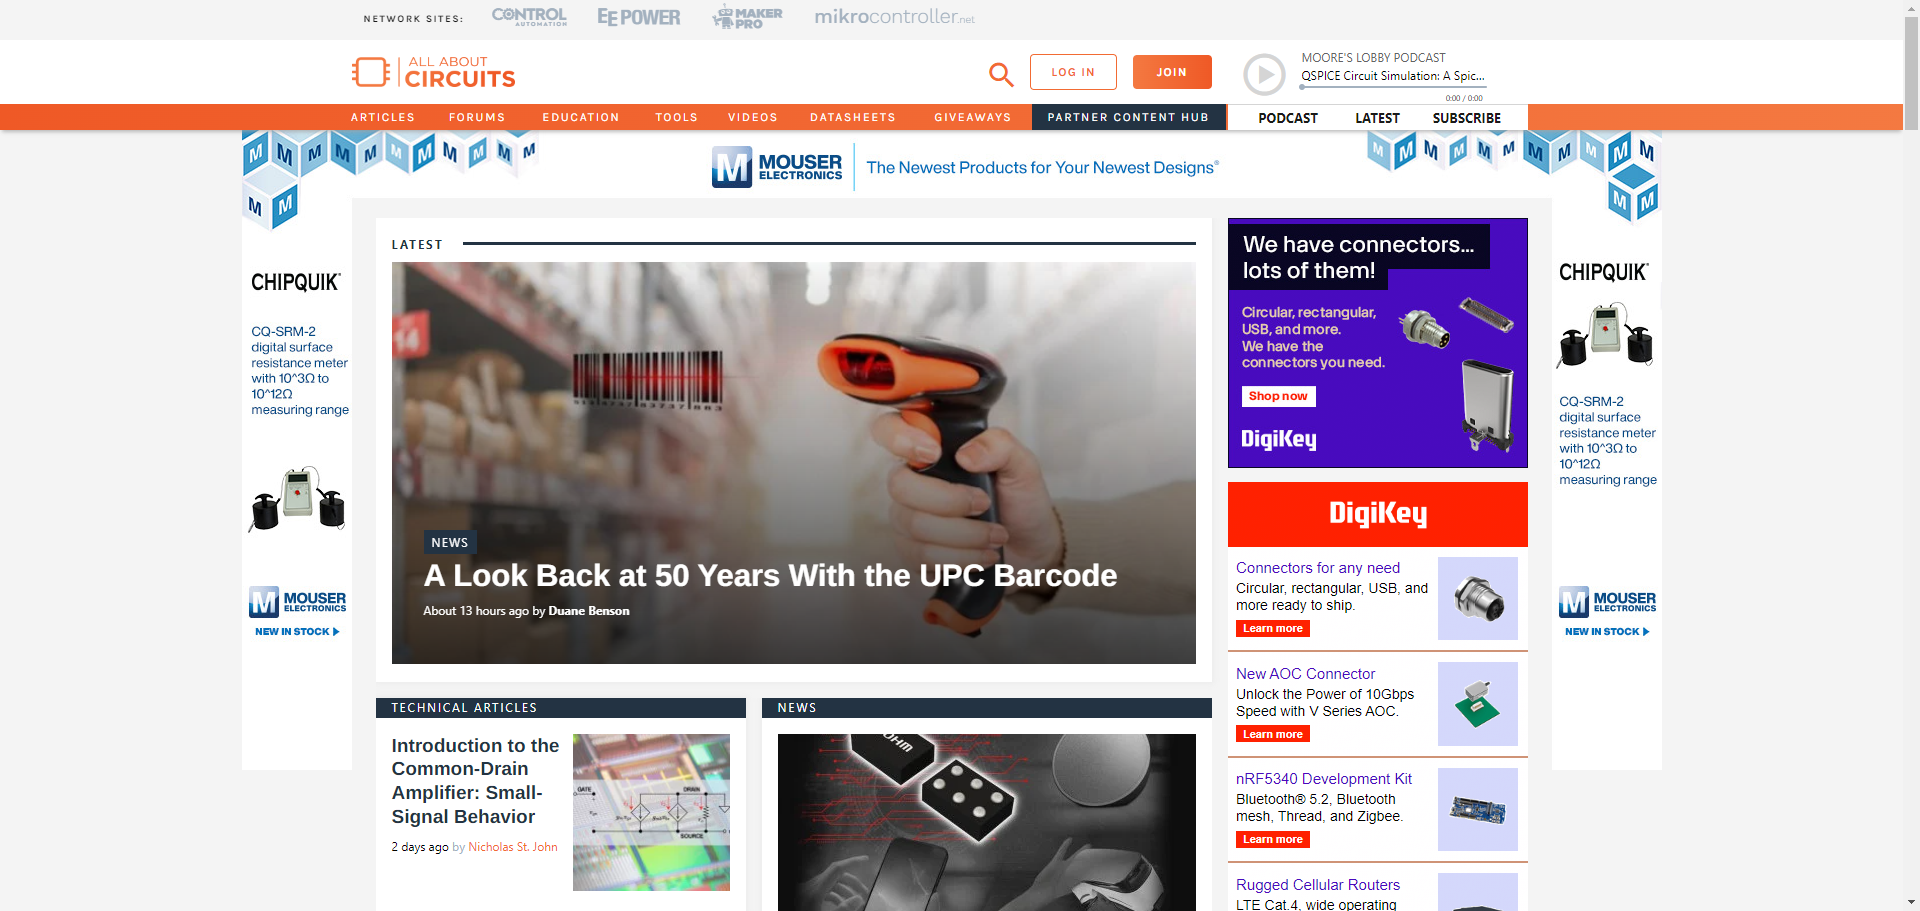 NETWORK SITES:
CONTROL
AUTOMATION
EE POWER
MAKER
PRO
mikrocontroller.net
ALL ABOUT
CIRCUITS
LOG IN
JOIN
MOORE'S LOBBY PODCAST
QSPICE Circuit Simulation: A Spic...
0:00 / 0:00
ARTICLES
FORUMS
EDUCATION
TOOLS
VIDEOS
DATASHEETS
GIVEAWAYS
PARTNER CONTENT HUB
PODCAST
LATEST
SUBSCRIBE
M MOUSER
ELECTRONICS
The Newest Products for Your Newest Designs®
CHIPQUIK®
CQ-SRM-2
digital surface
resistance meter
with 10^3Ω to
10^12Ω
measuring range
M MOUSER
ELECTRONICS
NEW IN STOCK
LATEST
14
NEWS
A Look Back at 50 Years With the UPC Barcode
About 13 hours ago by Duane Benson
TECHNICAL ARTICLES
Introduction to the
Common-Drain
Amplifier: Small-
Signal Behavior
2 days ago by Nicholas St. John
GATE
DRAIN
SOURCE
NEWS
OHM
We have connectors...
lots of them!
Circular, rectangular,
USB, and more.
We have the
connectors you need.
Shop now
DigiKey
DigiKey
Connectors for any need
Circular, rectangular, USB, and
more ready to ship.
Learn more
New AOC Connector
Unlock the Power of 10Gbps
Speed with V Series AOC.
Learn more
nRF5340 Development Kit
Bluetooth® 5.2, Bluetooth
mesh, Thread, and Zigbee.
Learn more
Rugged Cellular Routers
LTE Cat.4, wide operating
CHIPQUIK®
CQ-SRM-2
digital surface
resistance meter
with 10^3Ω to
10^12Ω
measuring range
M MOUSER
ELECTRONICS
NEW IN STOCK